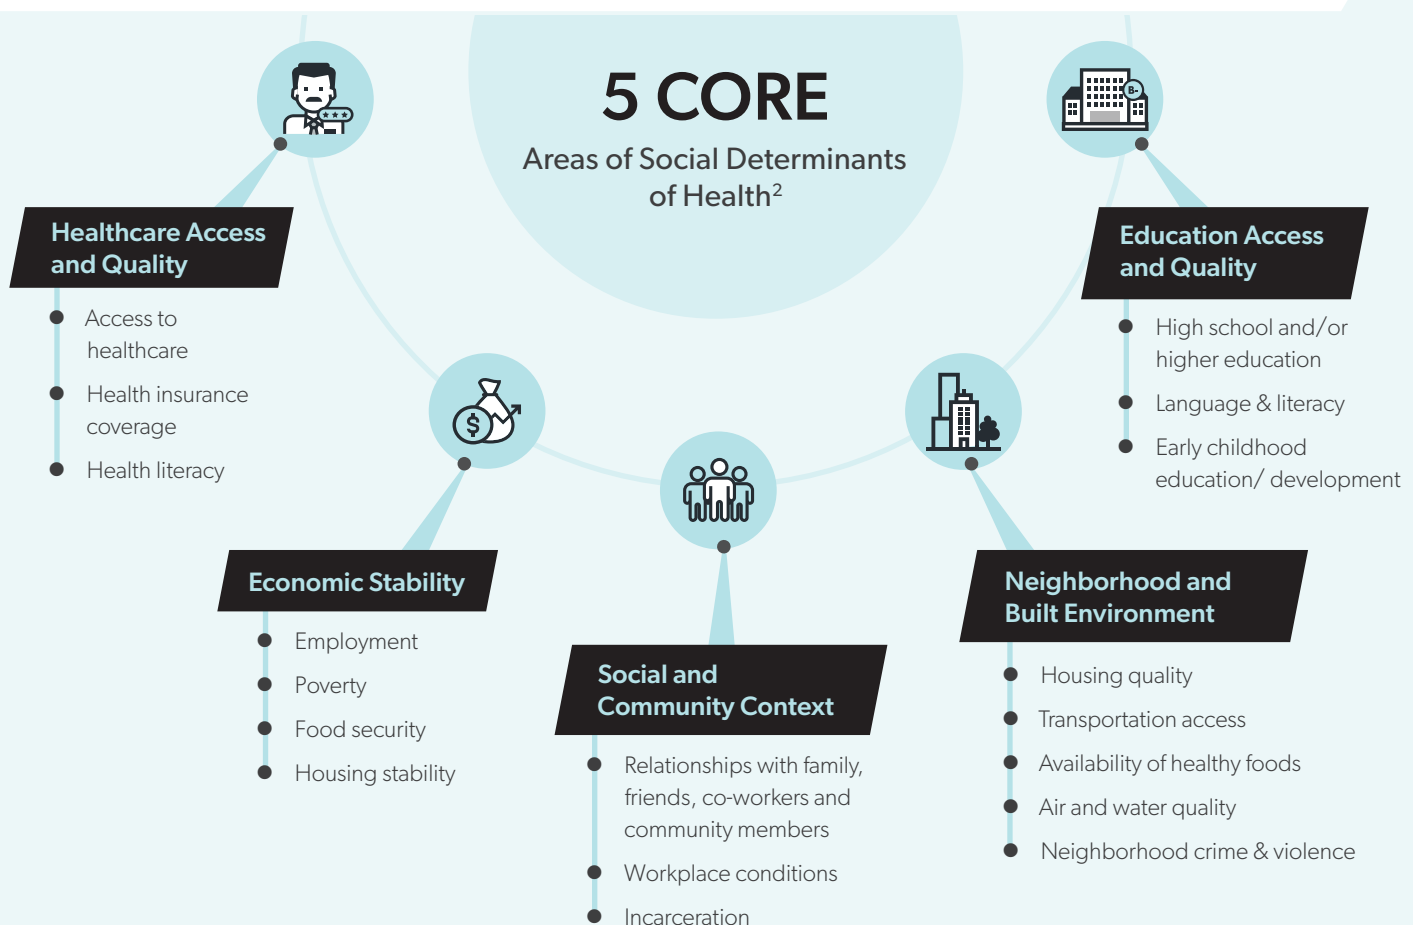 5 CORE
Areas of Social Determinants
of Health2
Healthcare Access
and Quality
Access to
healthcare
Health insurance
coverage
Health literacy
Economic Stability
Employment
Poverty
Food security
Housing stability
Social and
Community Context
Relationships with family,
friends, co-workers and
community members
Workplace conditions
Incarceration
Neighborhood and
Built Environment
Housing quality
Transportation access
Availability of healthy foods
Air and water quality
Neighborhood crime & violence
B-
Education Access
and Quality
High school and/or
higher education
Language & literacy
Early childhood
education/ development
$